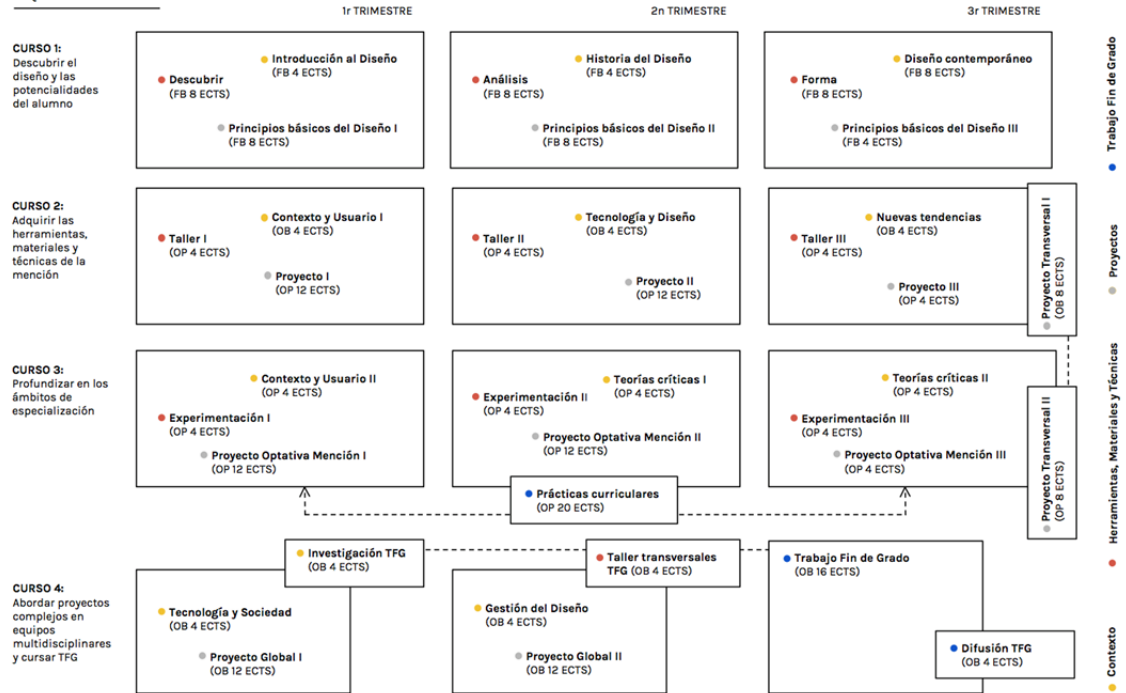 1r TRIMESTRE
2n TRIMESTRE
3r TRIMESTRE
CURSO 1:
Descubrir el
diseño y las
potencialidades
del alumno
Introducción al Diseño
(FB 4 ECTS)
Descubrir
(FB 8 ECTS)
Principios básicos del Diseño I
(FB 8 ECTS)
Historia del Diseño
(FB 4 ECTS)
Análisis
(FB 8 ECTS)
Principios básicos del Diseño II
(FB 8 ECTS)
Diseño contemporáneo
(FB 8 ECTS)
Forma
(FB 8 ECTS)
Principios básicos del Diseño III
(FB 4 ECTS)
CURSO 2:
Adquirir las
herramientas,
materiales y
técnicas de la
mención
Contexto y Usuario I
(OB 4 ECTS)
Taller I
(OP 4 ECTS)
Proyecto I
(OP 12 ECTS)
Tecnología y Diseño
(OB 4 ECTS)
Taller II
(OP 4 ECTS)
Proyecto II
(OP 12 ECTS)
Nuevas tendencias
(OB 4 ECTS)
Taller III
(OP 4 ECTS)
Proyecto III
(OP 4 ECTS)
Proyecto Transversal I
(OB 8 ECTS)
CURSO 3:
Profundizar en los
ámbitos de
especialización
Contexto y Usuario II
(OP 4 ECTS)
Experimentación I
(OP 4 ECTS)
Proyecto Optativa Mención I
(OP 12 ECTS)
Teorías críticas I
(OP 4 ECTS)
Experimentación II
(OP 4 ECTS)
Proyecto Optativa Mención II
(OP 12 ECTS)
Teorías críticas II
(OP 4 ECTS)
Experimentación III
(OP 4 ECTS)
Proyecto Optativa Mención III
(OP 4 ECTS)
Proyecto Transversal II
(OP 8 ECTS)
Prácticas curriculares
(OP 20 ECTS)
CURSO 4:
Abordar proyectos
complejos en
equipos
multidisciplinares
y cursar TFG
Investigación TFG
(OB 4 ECTS)
Tecnología y Sociedad
(OB 4 ECTS)
Proyecto Global I
(OB 12 ECTS)
Taller transversales
TFG (OB 4 ECTS)
Gestión del Diseño
(OB 4 ECTS)
Proyecto Global II
(OB 12 ECTS)
Trabajo Fin de Grado
(OB 16 ECTS)
Difusión TFG
(OB 4 ECTS)
Contexto
Herramientas, Materiales y Técnicas
Proyectos
Trabajo Fin de Grado